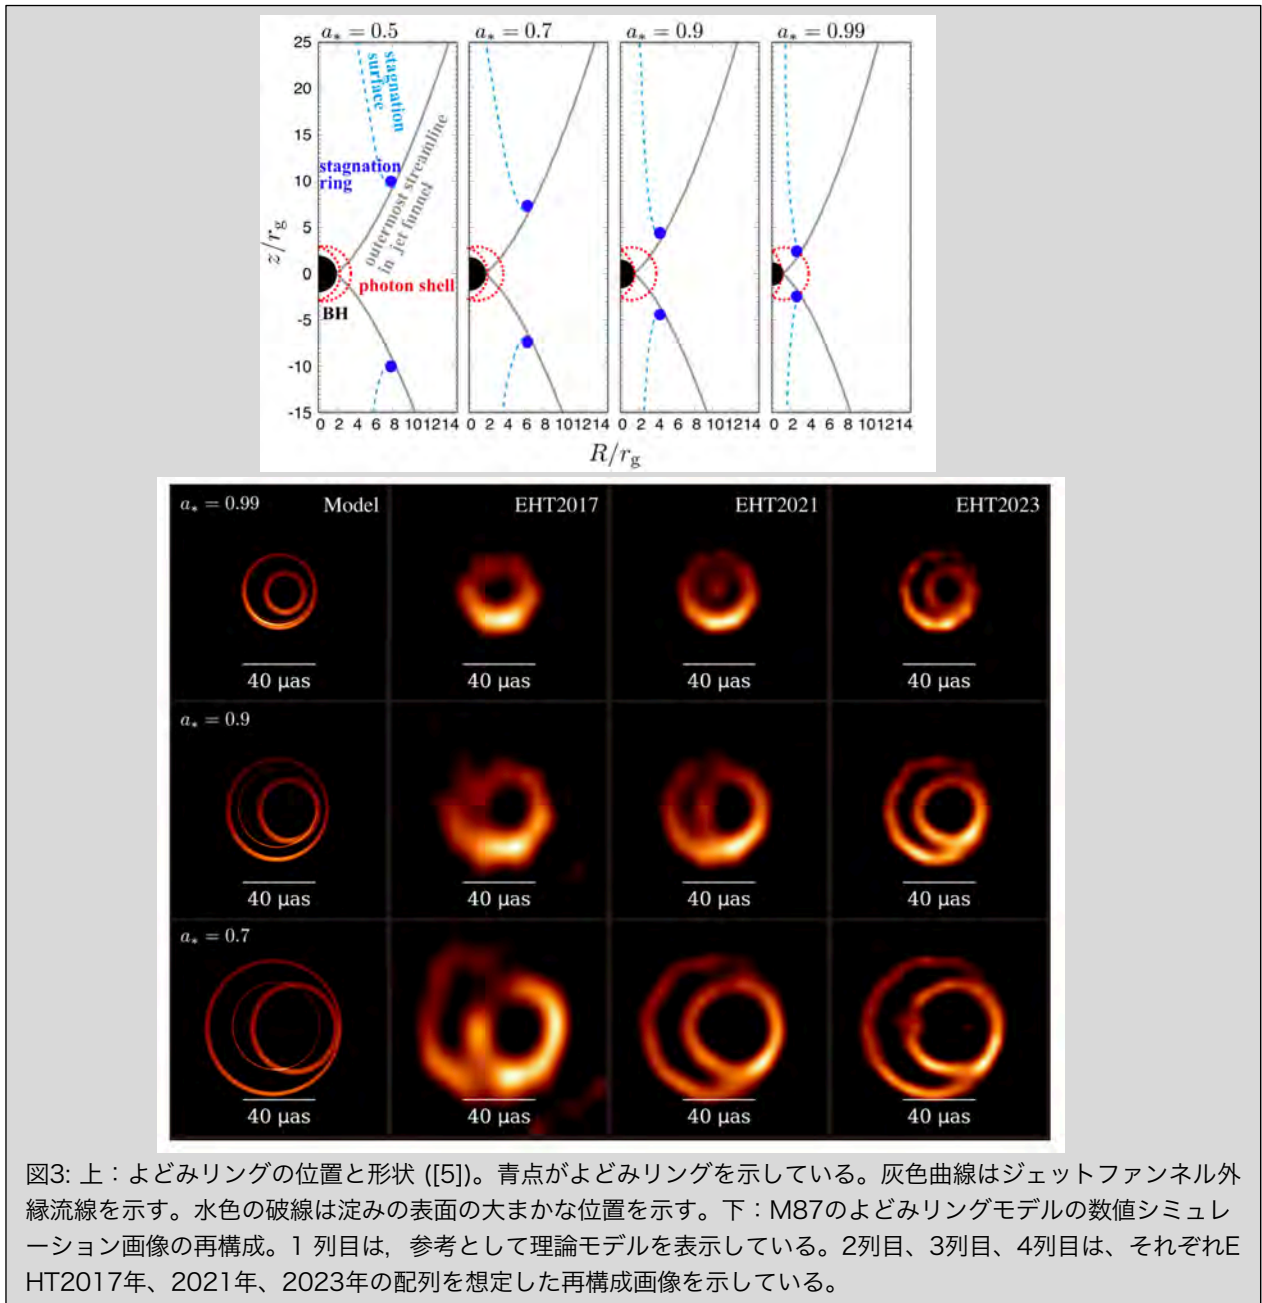 a* = 0.5
a* = 0.7
a* = 0.9
a* = 0.99
25
20
15
10
5
0
-5
-10
-15
z/rg
stagnation
surface
stagnation
ring
outermost streamline
in jet funnel
photon shell
BH
0 2 4 6 8 101214
0 2 4 6 8 101214
0 2 4 6 8 101214
0 2 4 6 8 101214
R/rg
a* = 0.99
Model
EHT2017
EHT2021
EHT2023
40 μas
40 μas
40 μas
40 μas
a* = 0.9
40 μas
40 μas
40 μas
40 μas
a* = 0.7
40 μas
40 μas
40 μas
40 μas
図3: 上：よどみリングの位置と形状 ([5])。青点がよどみリングを示している。灰色曲線はジェットファンネル外
縁流線を示す。水色の破線は淀みの表面の大まかな位置を示す。下：M87のよどみリングモデルの数値シミュレ
ーション画像の再構成。1 列目は，参考として理論モデルを表示している。2列目、3列目、4列目は、それぞれE
HT2017年、2021年、2023年の配列を想定した再構成画像を示している。